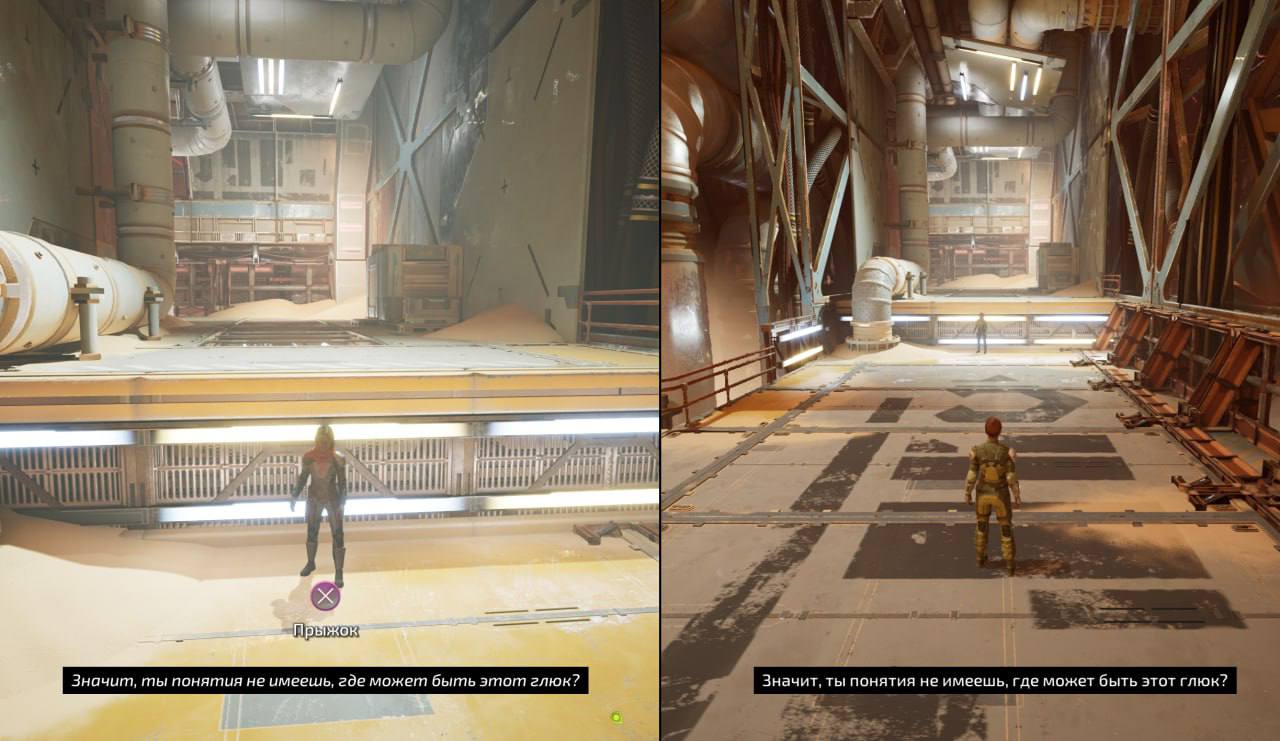 Прыжок
Значит, ты понятия не имеешь, где может быть этот глюк?
Значит, ты понятия не имеешь, где может быть этот глюк?